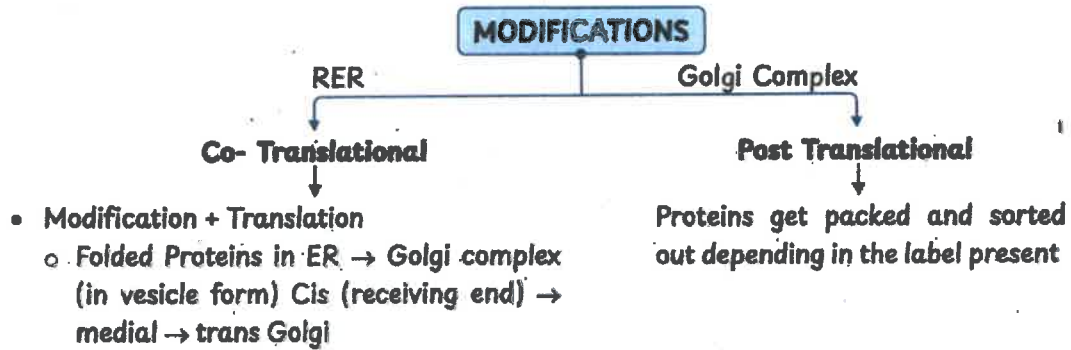 MODIFICATIONS
RER
Golgi Complex
Co- Translational
Post Translational
• Modification + Translation
○ Folded Proteins in ER → Golgi complex
(in vesicle form) Cis (receiving end) →
medial → trans Golgi
Proteins get packed and sorted
out depending in the label present